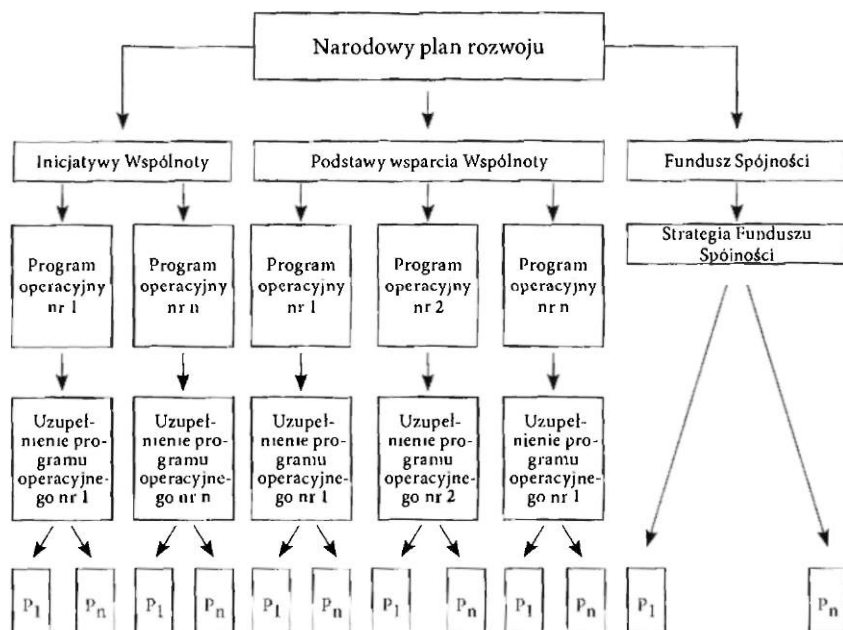 Narodowy plan rozwoju
Inicjatywy Wspólnoty
Podstawy wsparcia Wspólnoty
Fundusz Spójności
Strategia Funduszu
Spóiności
Program
operacyjny
nr 1
Program
operacyjny
nr n
Program
operacyjny
nr 1
Program
operacyjny
nr 2
Program
operacyjny
nr n
Uzupeł-
nienie pro-
gramu
operacyjne-
go nr 1
Uzupeł-
nienie pro-
gramu
operacyjne-
go nr n
Uzupeł-
nienie pro-
gramu
operacyjne-
go nr 1
Uzupeł-
nienie pro-
gramu
operacyjne-
go nr 2
Uzupeł-
nienie pro-
gramu
operacyjne-
go nr 1
P1
Pn
P1
Pn
P1
Pn
P1
Pn
P1
Pn
P1
Pn